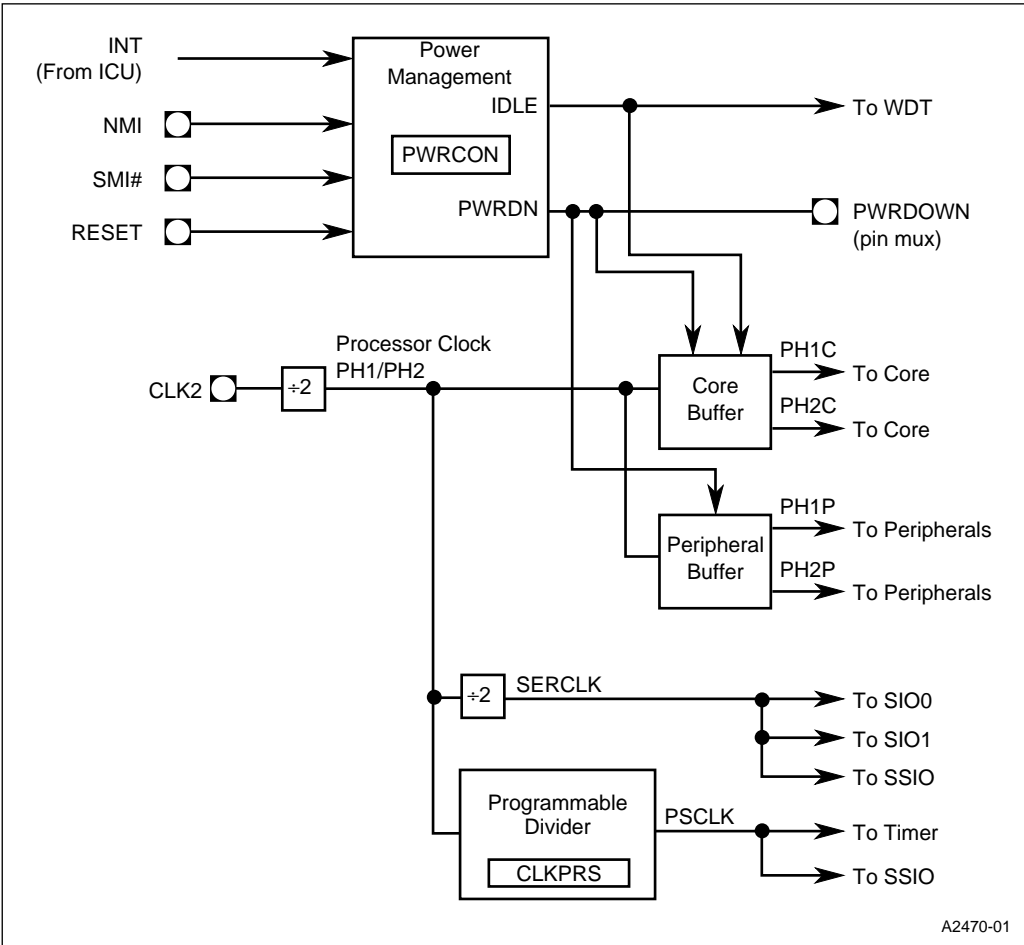 INT
(From ICU)
NMI
SMI#
RESET
Power
Management
IDLE
PWRCON
PWRDN
To WDT
PWRDOWN
(pin mux)
Processor Clock
PH1/PH2
CLK2
÷2
Core
Buffer
PH1C
To Core
PH2C
To Core
Peripheral
Buffer
PH1P
To Peripherals
PH2P
To Peripherals
÷2
SERCLK
To SIO0
To SIO1
To SSIO
Programmable
Divider
CLKPRS
PSCLK
To Timer
To SSIO
A2470-01